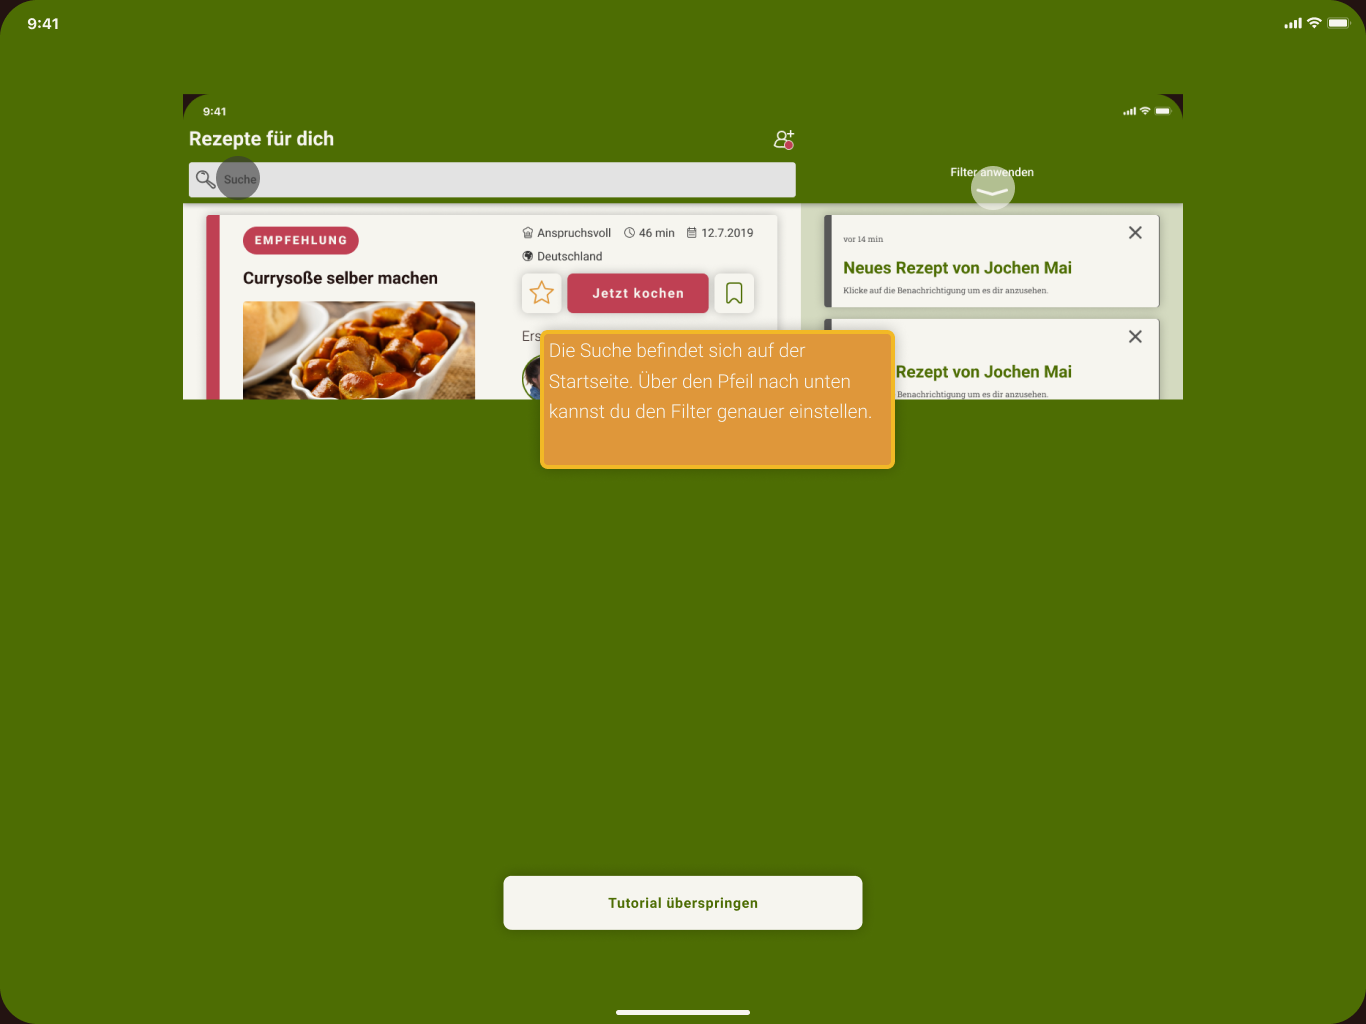 9:41
9:41
Rezepte für dich
Suche
Filter anwenden
EMPFEHLUNG
Currysoße selber machen
Anspruchsvoll 46 min 12.7.2019
Deutschland
Jetzt kochen
Ers
vor 14 min
Neues Rezept von Jochen Mai
Klicke auf die Benachrichtigung um es dir anzusehen.
Rezept von Jochen Mai
Benachrichtigung um es dir anzusehen.
Die Suche befindet sich auf der
Startseite. Über den Pfeil nach unten
kannst du den Filter genauer einstellen.
Tutorial überspringen